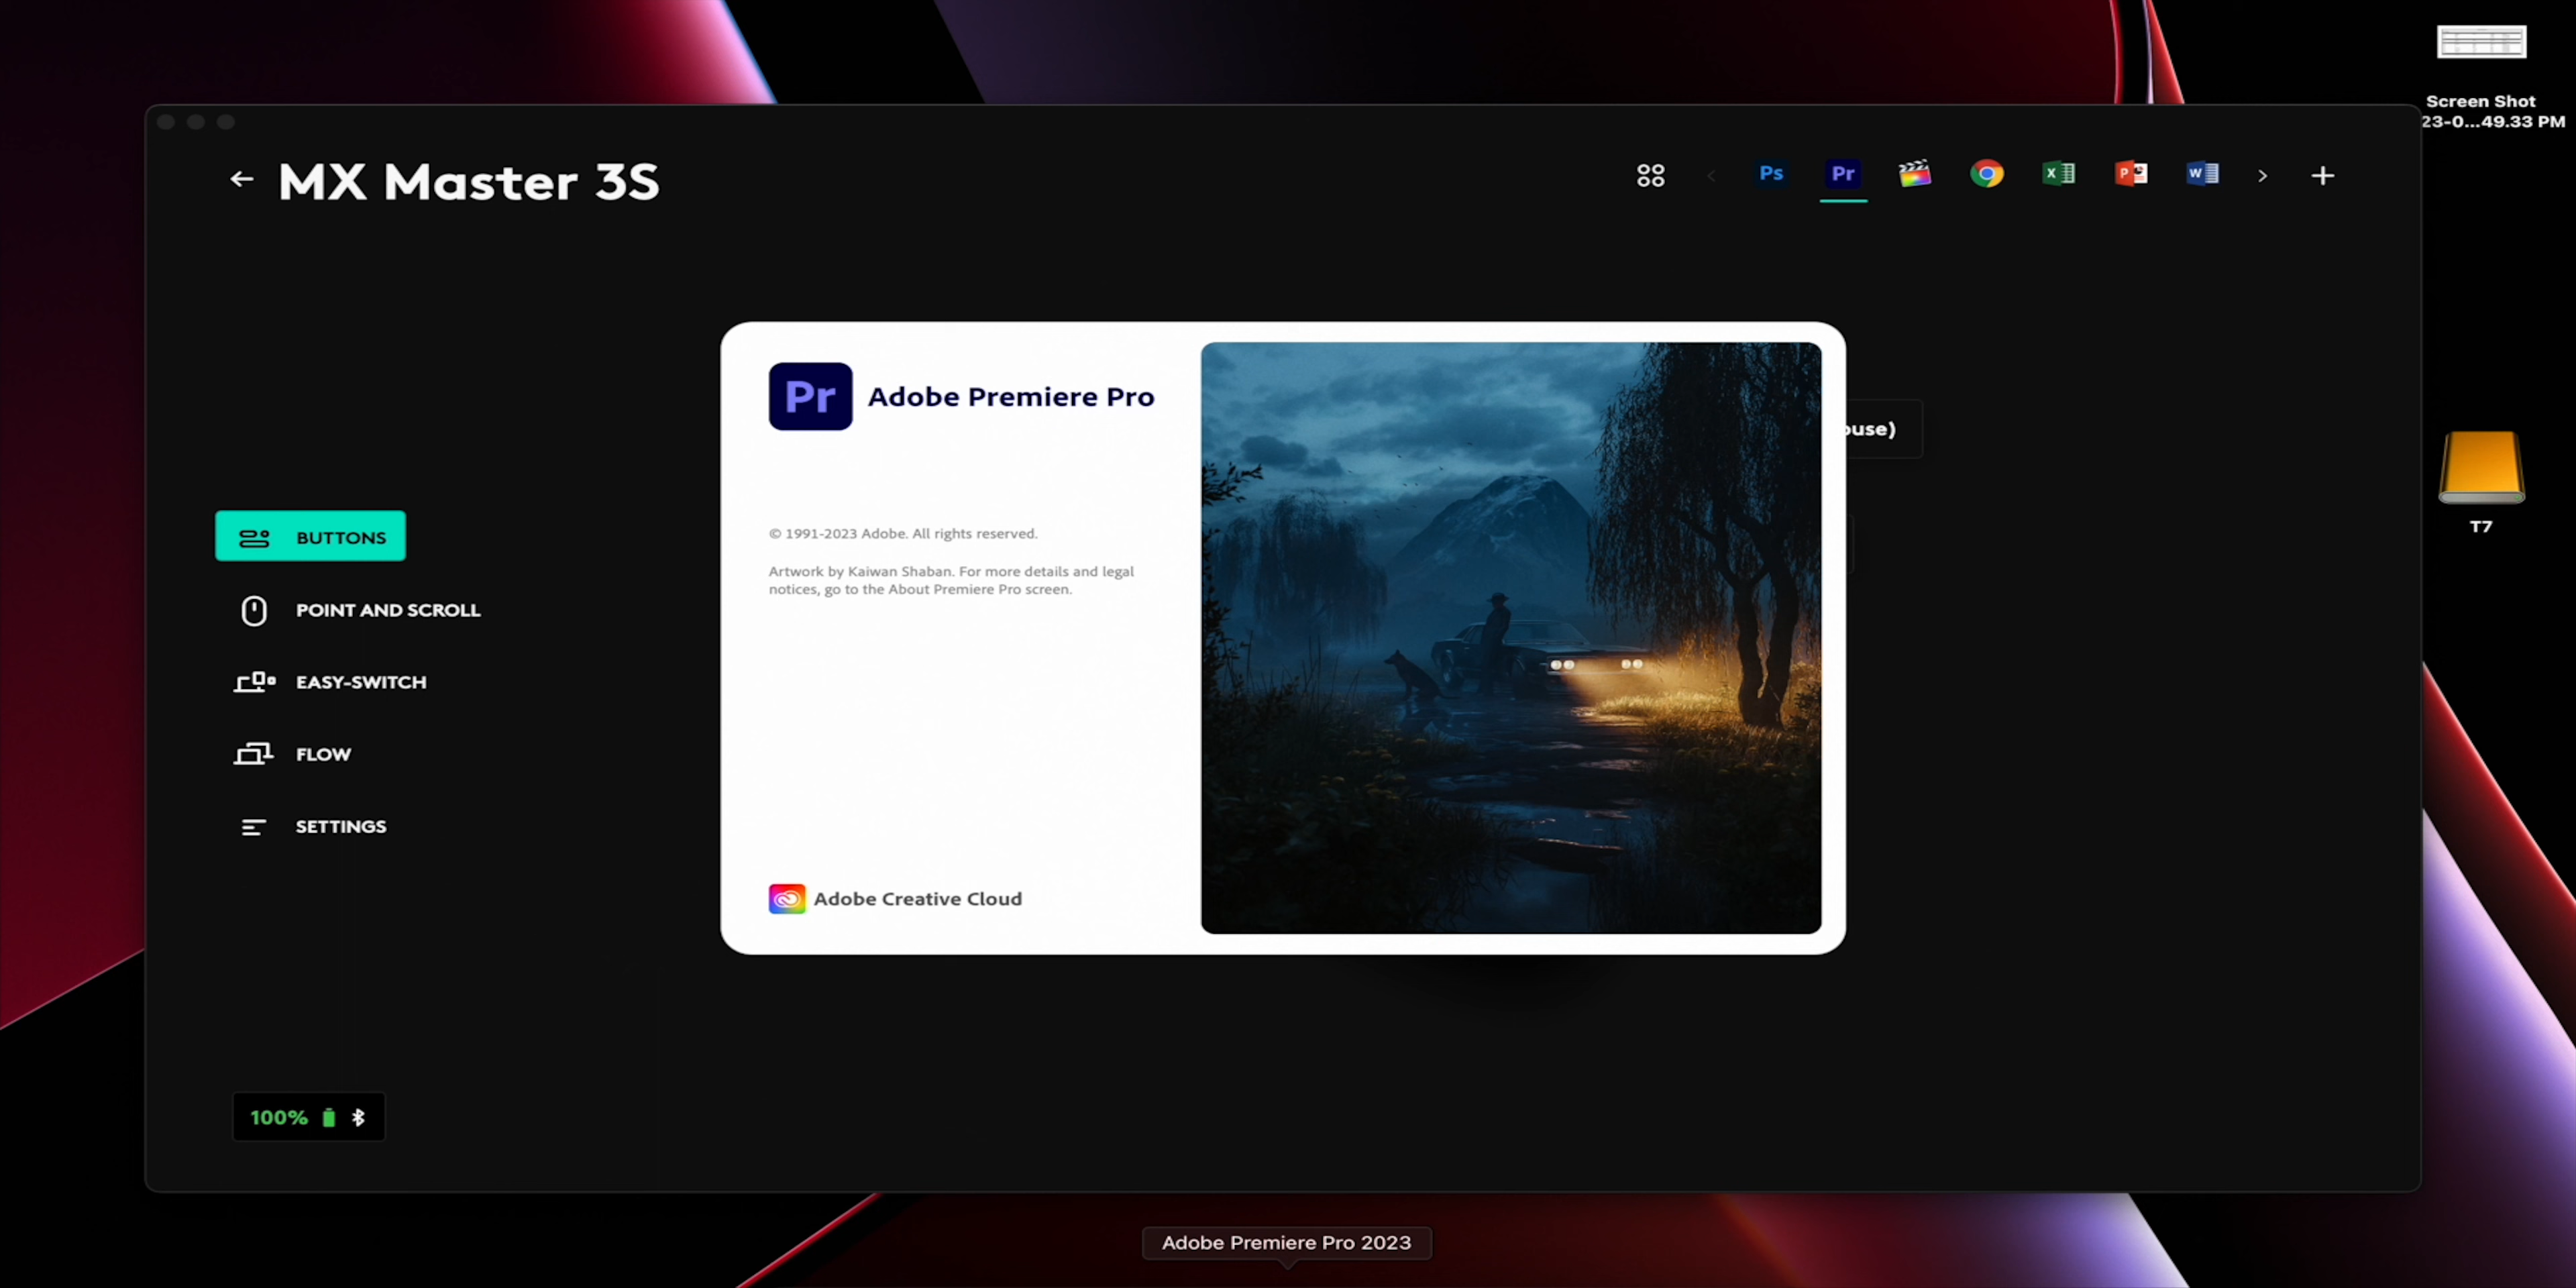 Screen Shot
23-0...49.33 PM
MX Master 3S
Ps
Pr
X
P
W
Pr
Adobe Premiere Pro
ouse)
© 1991-2023 Adobe. All rights reserved.
Artwork by Kaiwan Shaban. For more details and legal
notices, go to the About Premiere Pro screen.
T7
BUTTONS
POINT AND SCROLL
EASY-SWITCH
FLOW
SETTINGS
Adobe Creative Cloud
100%
Adobe Premiere Pro 2023